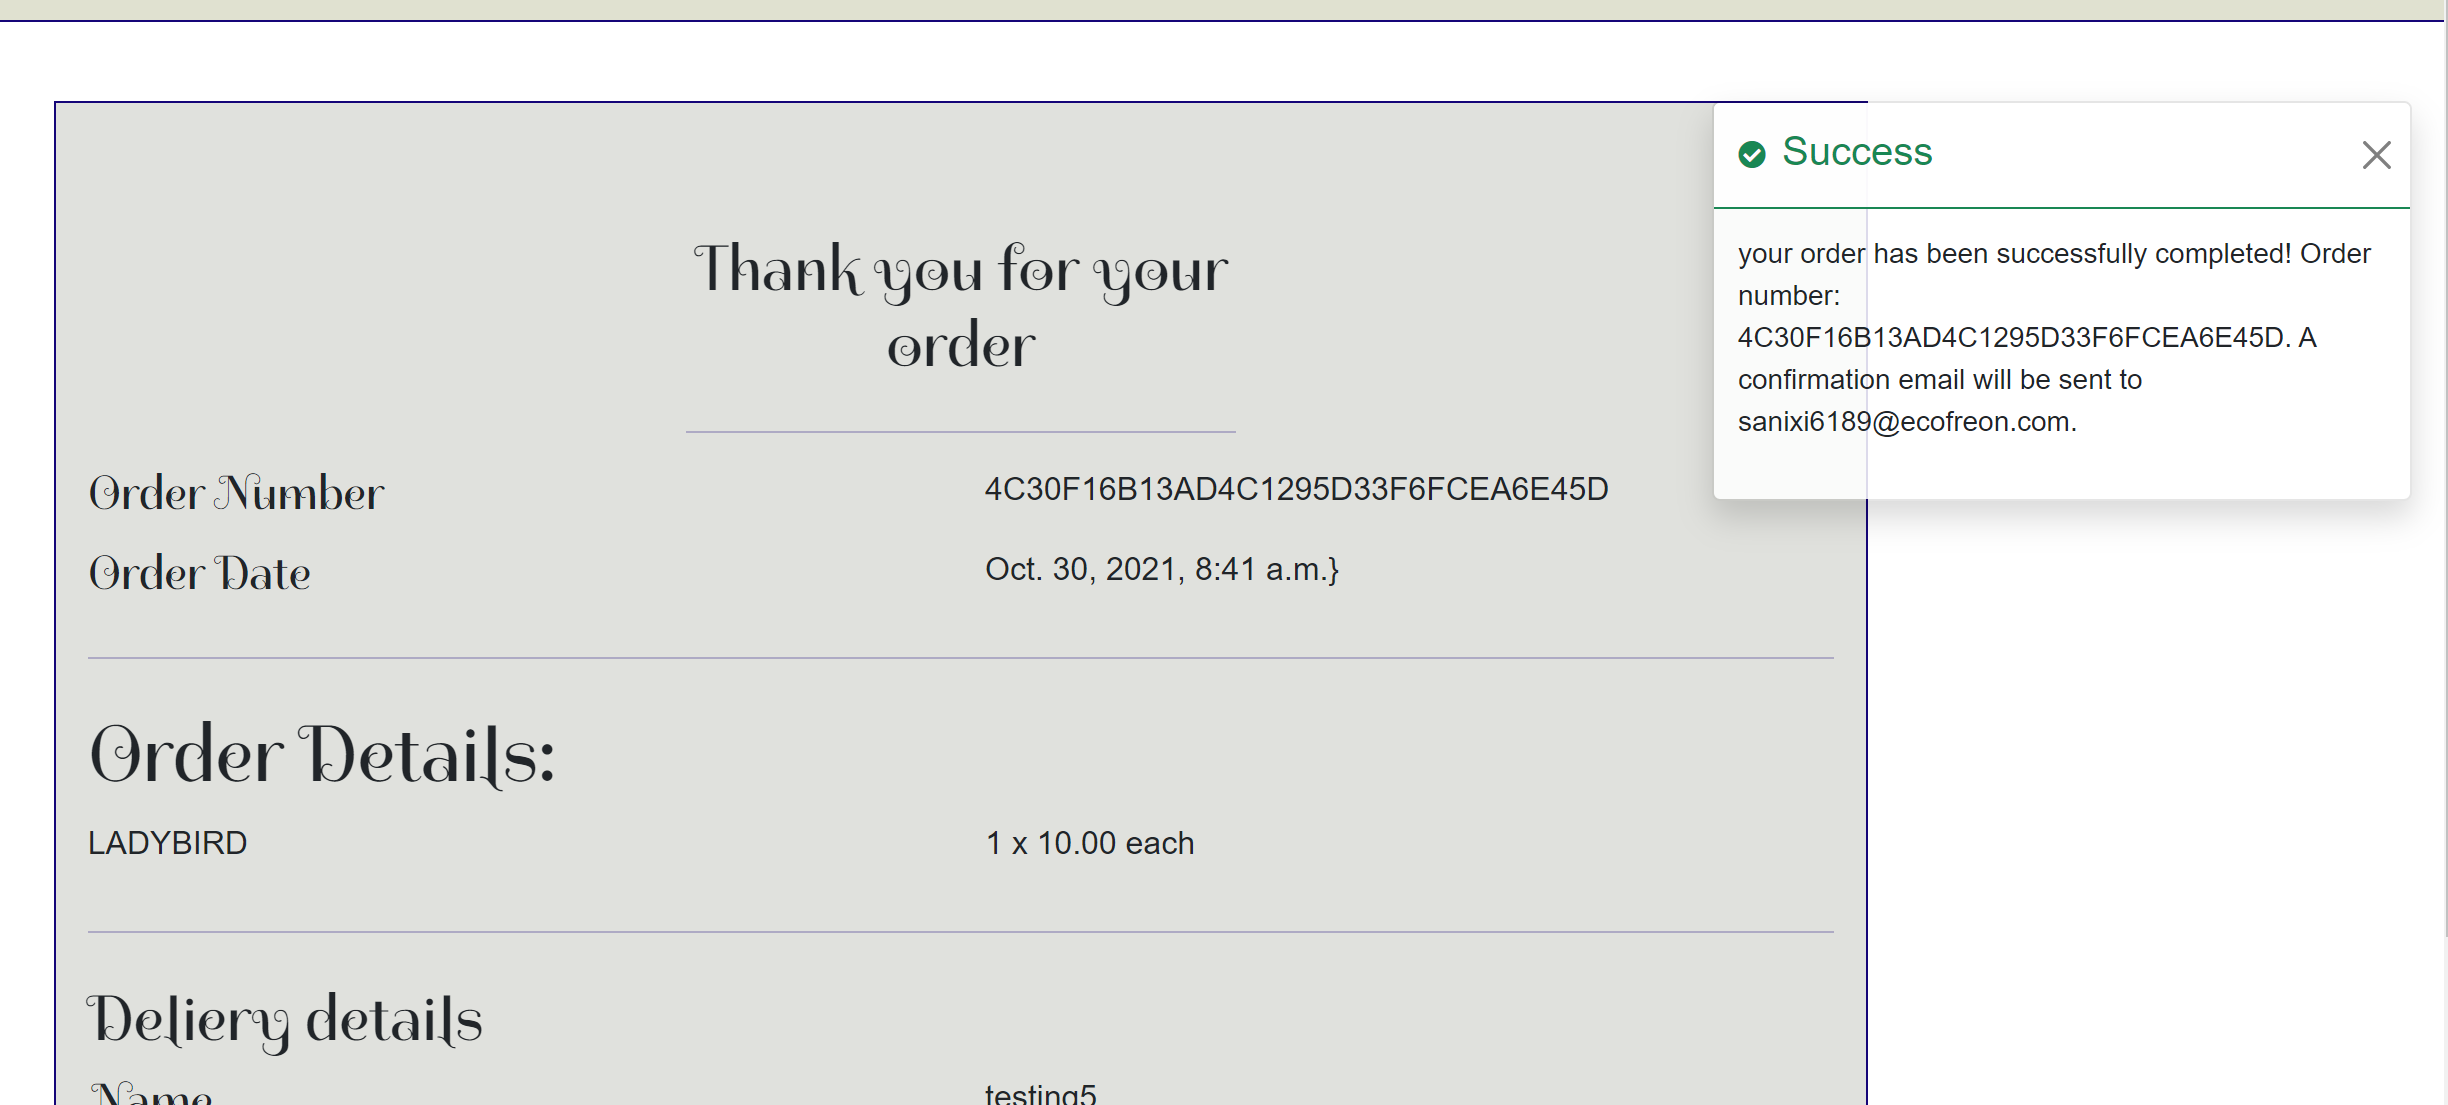 Thank you for your
order
Order Number 4C30F16B13AD4C1295D33F6FCEA6E45D
Order Date Oct. 30, 2021, 8:41 a.m.}
Order Details:
LADYBIRD 1 x 10.00 each
Deliery details
Name testing5
Success
your order has been successfully completed! Order
number:
4C30F16B13AD4C1295D33F6FCEA6E45D. A
confirmation email will be sent to
sanixi6189@ecofreon.com.